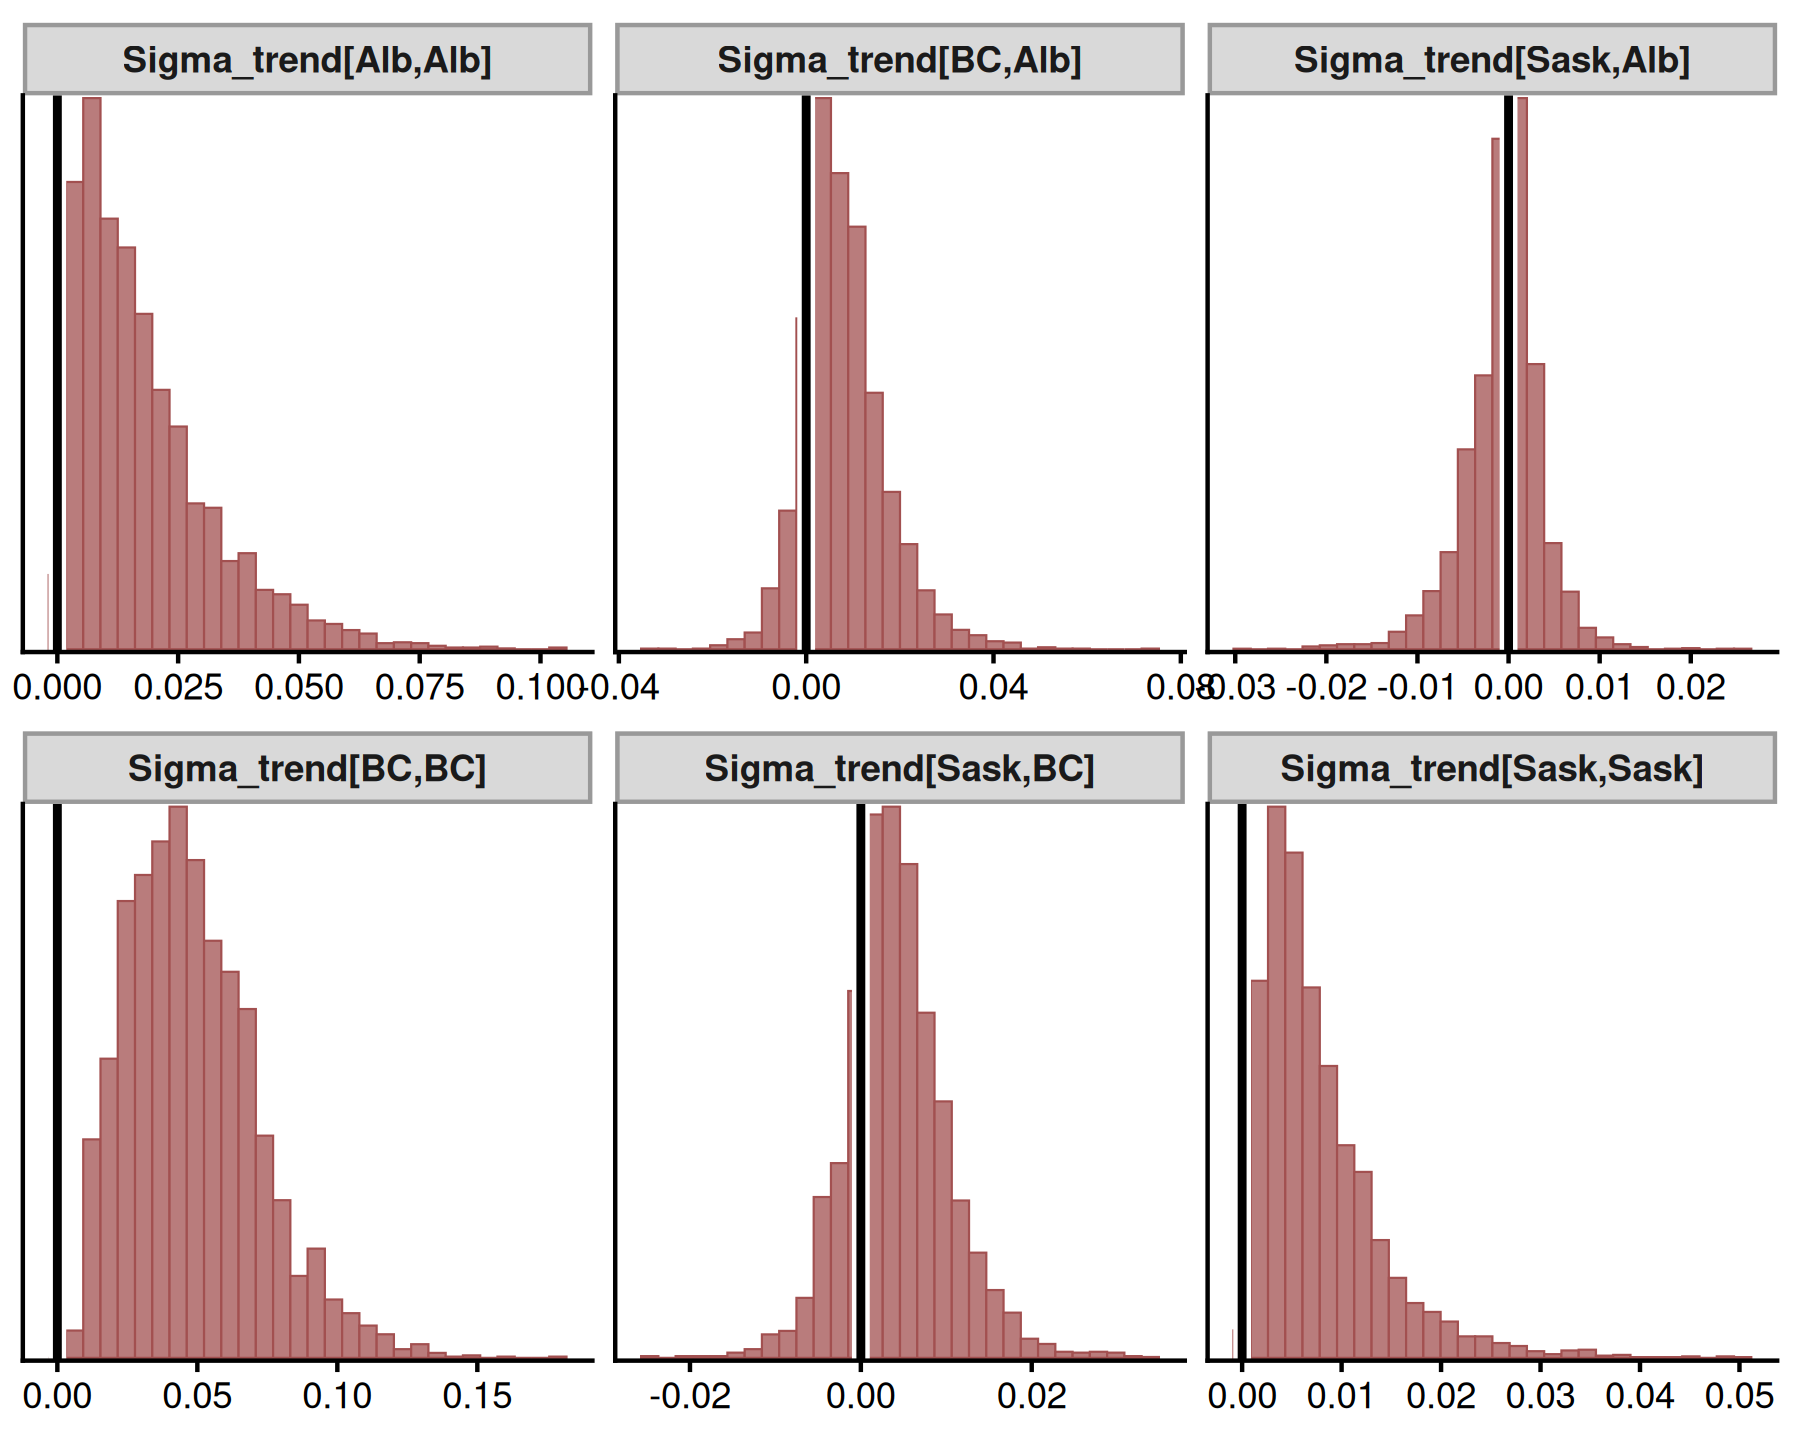 Sigma_trend[Alb,Alb] Sigma_trend[BC,Alb] Sigma_trend[Sask,Alb]
0.000 0.025 0.050 0.075 0.100 -0.04 0.00 0.04 0.08 -0.03 -0.02 -0.01 0.00 0.01 0.02
Sigma_trend[BC,BC] Sigma_trend[Sask,BC] Sigma_trend[Sask,Sask]
0.00 0.05 0.10 0.15 -0.02 0.00 0.02 0.00 0.01 0.02 0.03 0.04 0.05